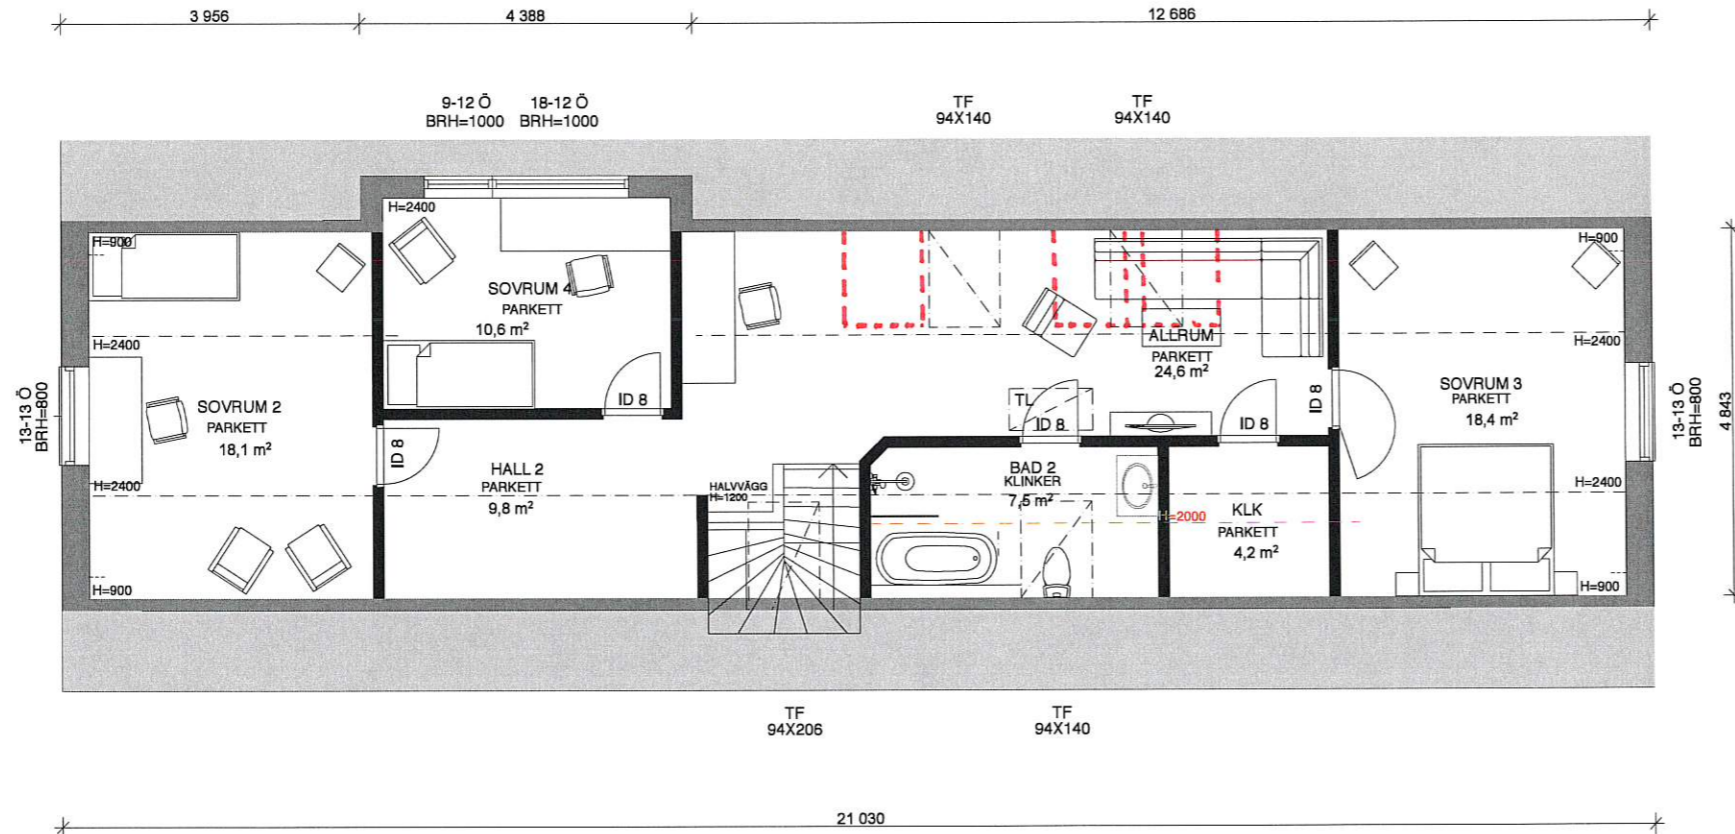 3 956
4 388
12 686
9-12 Ö
BRH=1000
18-12 Ö
BRH=1000
TF
94X140
TF
94X140
H=2400
H=900
H=900
SOVRUM 4
PARKETT
10,6 m²
H=2400
ALLRUM
PARKETT
24,6 m²
H=2400
13-13 Ö
BRH=800
SOVRUM 2
PARKETT
18,1 m²
ID 8
TL
ID 8
ID 8
ID 8
SOVRUM 3
PARKETT
18,4 m²
13-13 Ö
BRH=800
4 843
ID 8
HALL 2
PARKETT
9,8 m²
HALVVÄGG
H=1200
BAD 2
KLINKER
7,5 m²
H=2000
KLK
PARKETT
4,2 m²
H=2400
H=2400
H=900
H=900
TF
94X206
TF
94X140
21 030